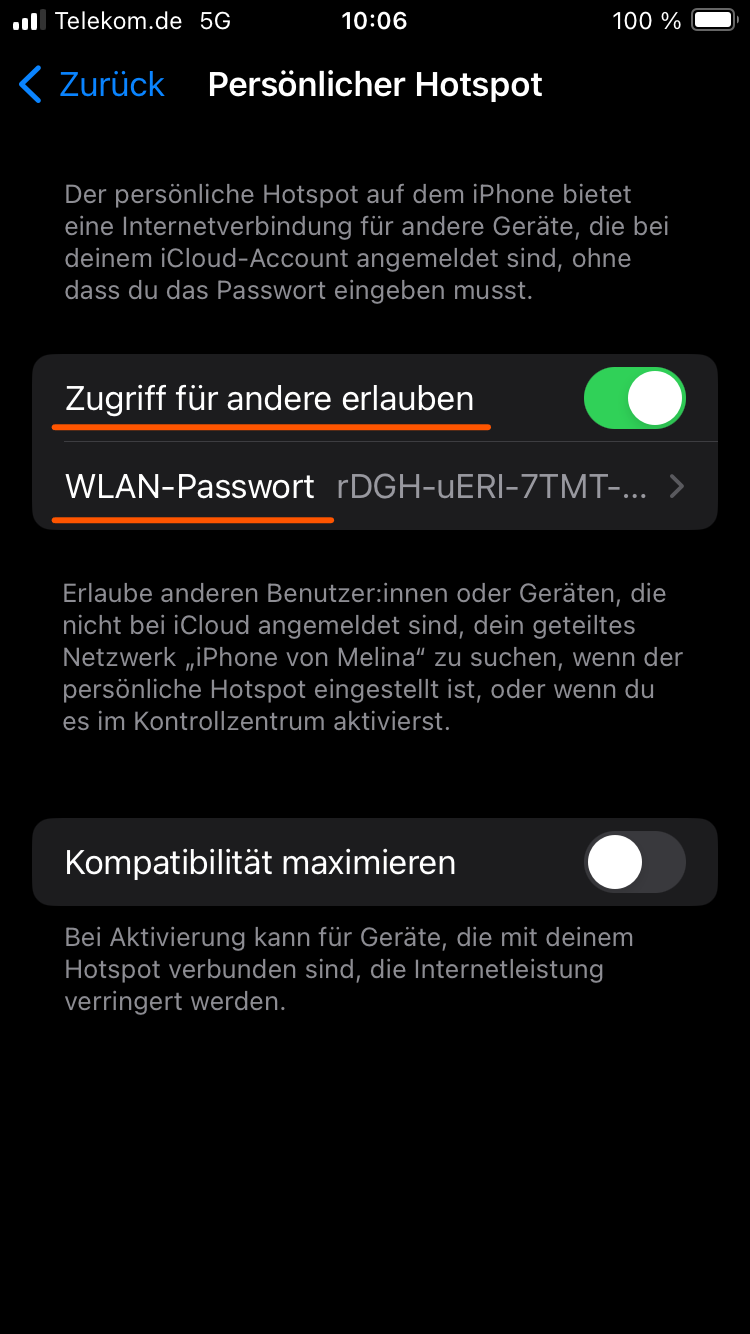 Telekom.de 5G 10:06 100 %
Zurück Persönlicher Hotspot
Der persönliche Hotspot auf dem iPhone bietet
eine Internetverbindung für andere Geräte, die bei
deinem iCloud-Account angemeldet sind, ohne
dass du das Passwort eingeben musst.
Zugriff für andere erlauben
WLAN-Passwort rDGH-uERI-7TMT-...
Erlaube anderen Benutzer:innen oder Geräten, die
nicht bei iCloud angemeldet sind, dein geteiltes
Netzwerk „iPhone von Melina“ zu suchen, wenn der
persönliche Hotspot eingestellt ist, oder wenn du
es im Kontrollzentrum aktivierst.
Kompatibilität maximieren
Bei Aktivierung kann für Geräte, die mit deinem
Hotspot verbunden sind, die Internetleistung
verringert werden.